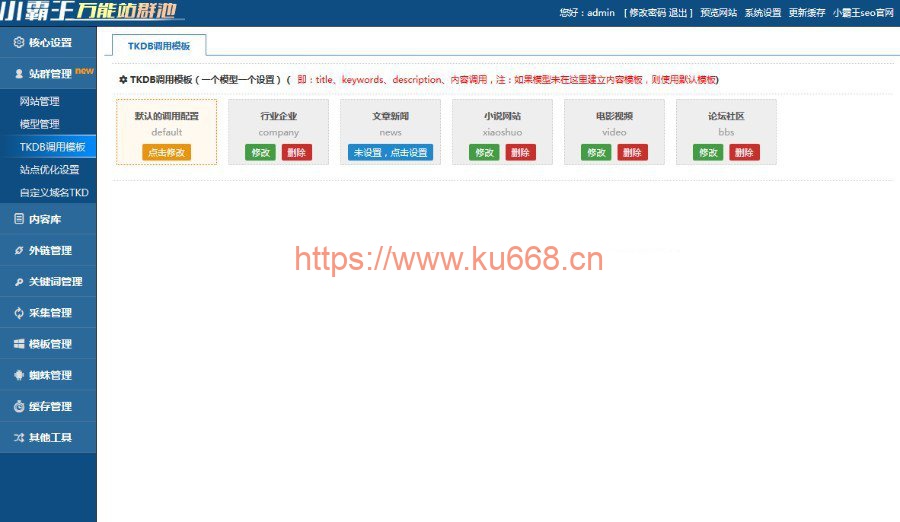 小霸王万能站群池
您好：admin [ 修改密码 退出 ] 预览网站 系统设置 更新缓存 小霸王seo官网
核心设置
站群管理 new
网站管理
模型管理
TKDB调用模板
站点优化设置
自定义域名TKD
内容库
外链管理
关键词管理
采集管理
模板管理
蜘蛛管理
缓存管理
其他工具
TKDB调用模板
TKDB调用模板（一个模型一个设置）（ 即：title、keywords、description、内容调用，注：如果模型未在这里建立内容模板，则使用默认模板)
默认的调用配置
default
点击修改
行业企业
company
修改 删除
文章新闻
news
未设置，点击设置
小说网站
xiaoshuo
修改 删除
电影视频
video
修改 删除
论坛社区
bbs
修改 删除
https://www.ku668.cn